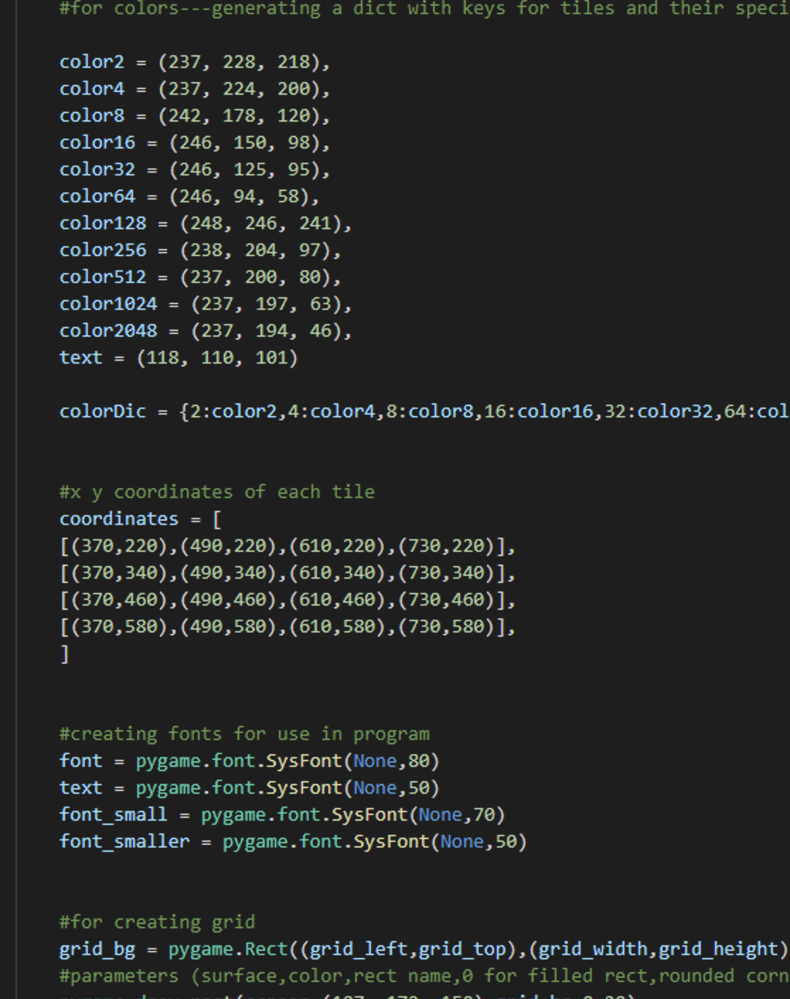 #for colors---generating a dict with keys for tiles and their
color2 = (237, 228, 218),
color4 = (237, 224, 200),
color8 = (242, 178, 120),
color16 = (246, 150, 98),
color32 = (246, 125, 95),
color64 = (246, 94, 58),
color128 = (248, 246, 241),
color256 = (238, 204, 97),
color512 = (237, 200, 80),
color1024 = (237, 197, 63),
color2048 = (237, 194, 46),
text = (118, 110, 101)
colorDic = {2:color2,4:color4,8:color8,16:color16,32:color32,64:col
#x y coordinates of each tile
coordinates = [
[(370,220),(490,220),(610,220),(730,220)],
[(370,340),(490,340),(610,340),(730,340)],
[(370,460),(490,460),(610,460),(730,460)],
[(370,580),(490,580),(610,580),(730,580)],
]
#creating fonts for use in program
font = pygame.font.SysFont(None,80)
text = pygame.font.SysFont(None,50)
font_small = pygame.font.SysFont(None,70)
font_smaller = pygame.font.SysFont(None,50)
#for creating grid
grid_bg = pygame.Rect((grid_left,grid_top),(grid_width,grid_height)
#parameters (surface,color,rect name,0 for filled rect,rounded corn